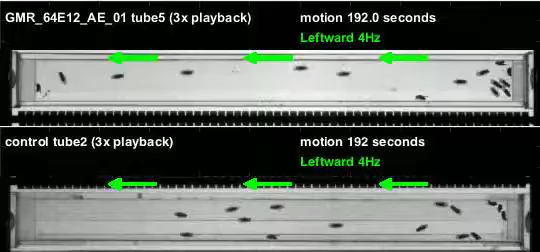 GMR_64E12_AE_01 tube5 (3x playback) motion 192.0 seconds
Leftward 4Hz
control tube2 (3x playback) motion 192 seconds
Leftward 4Hz